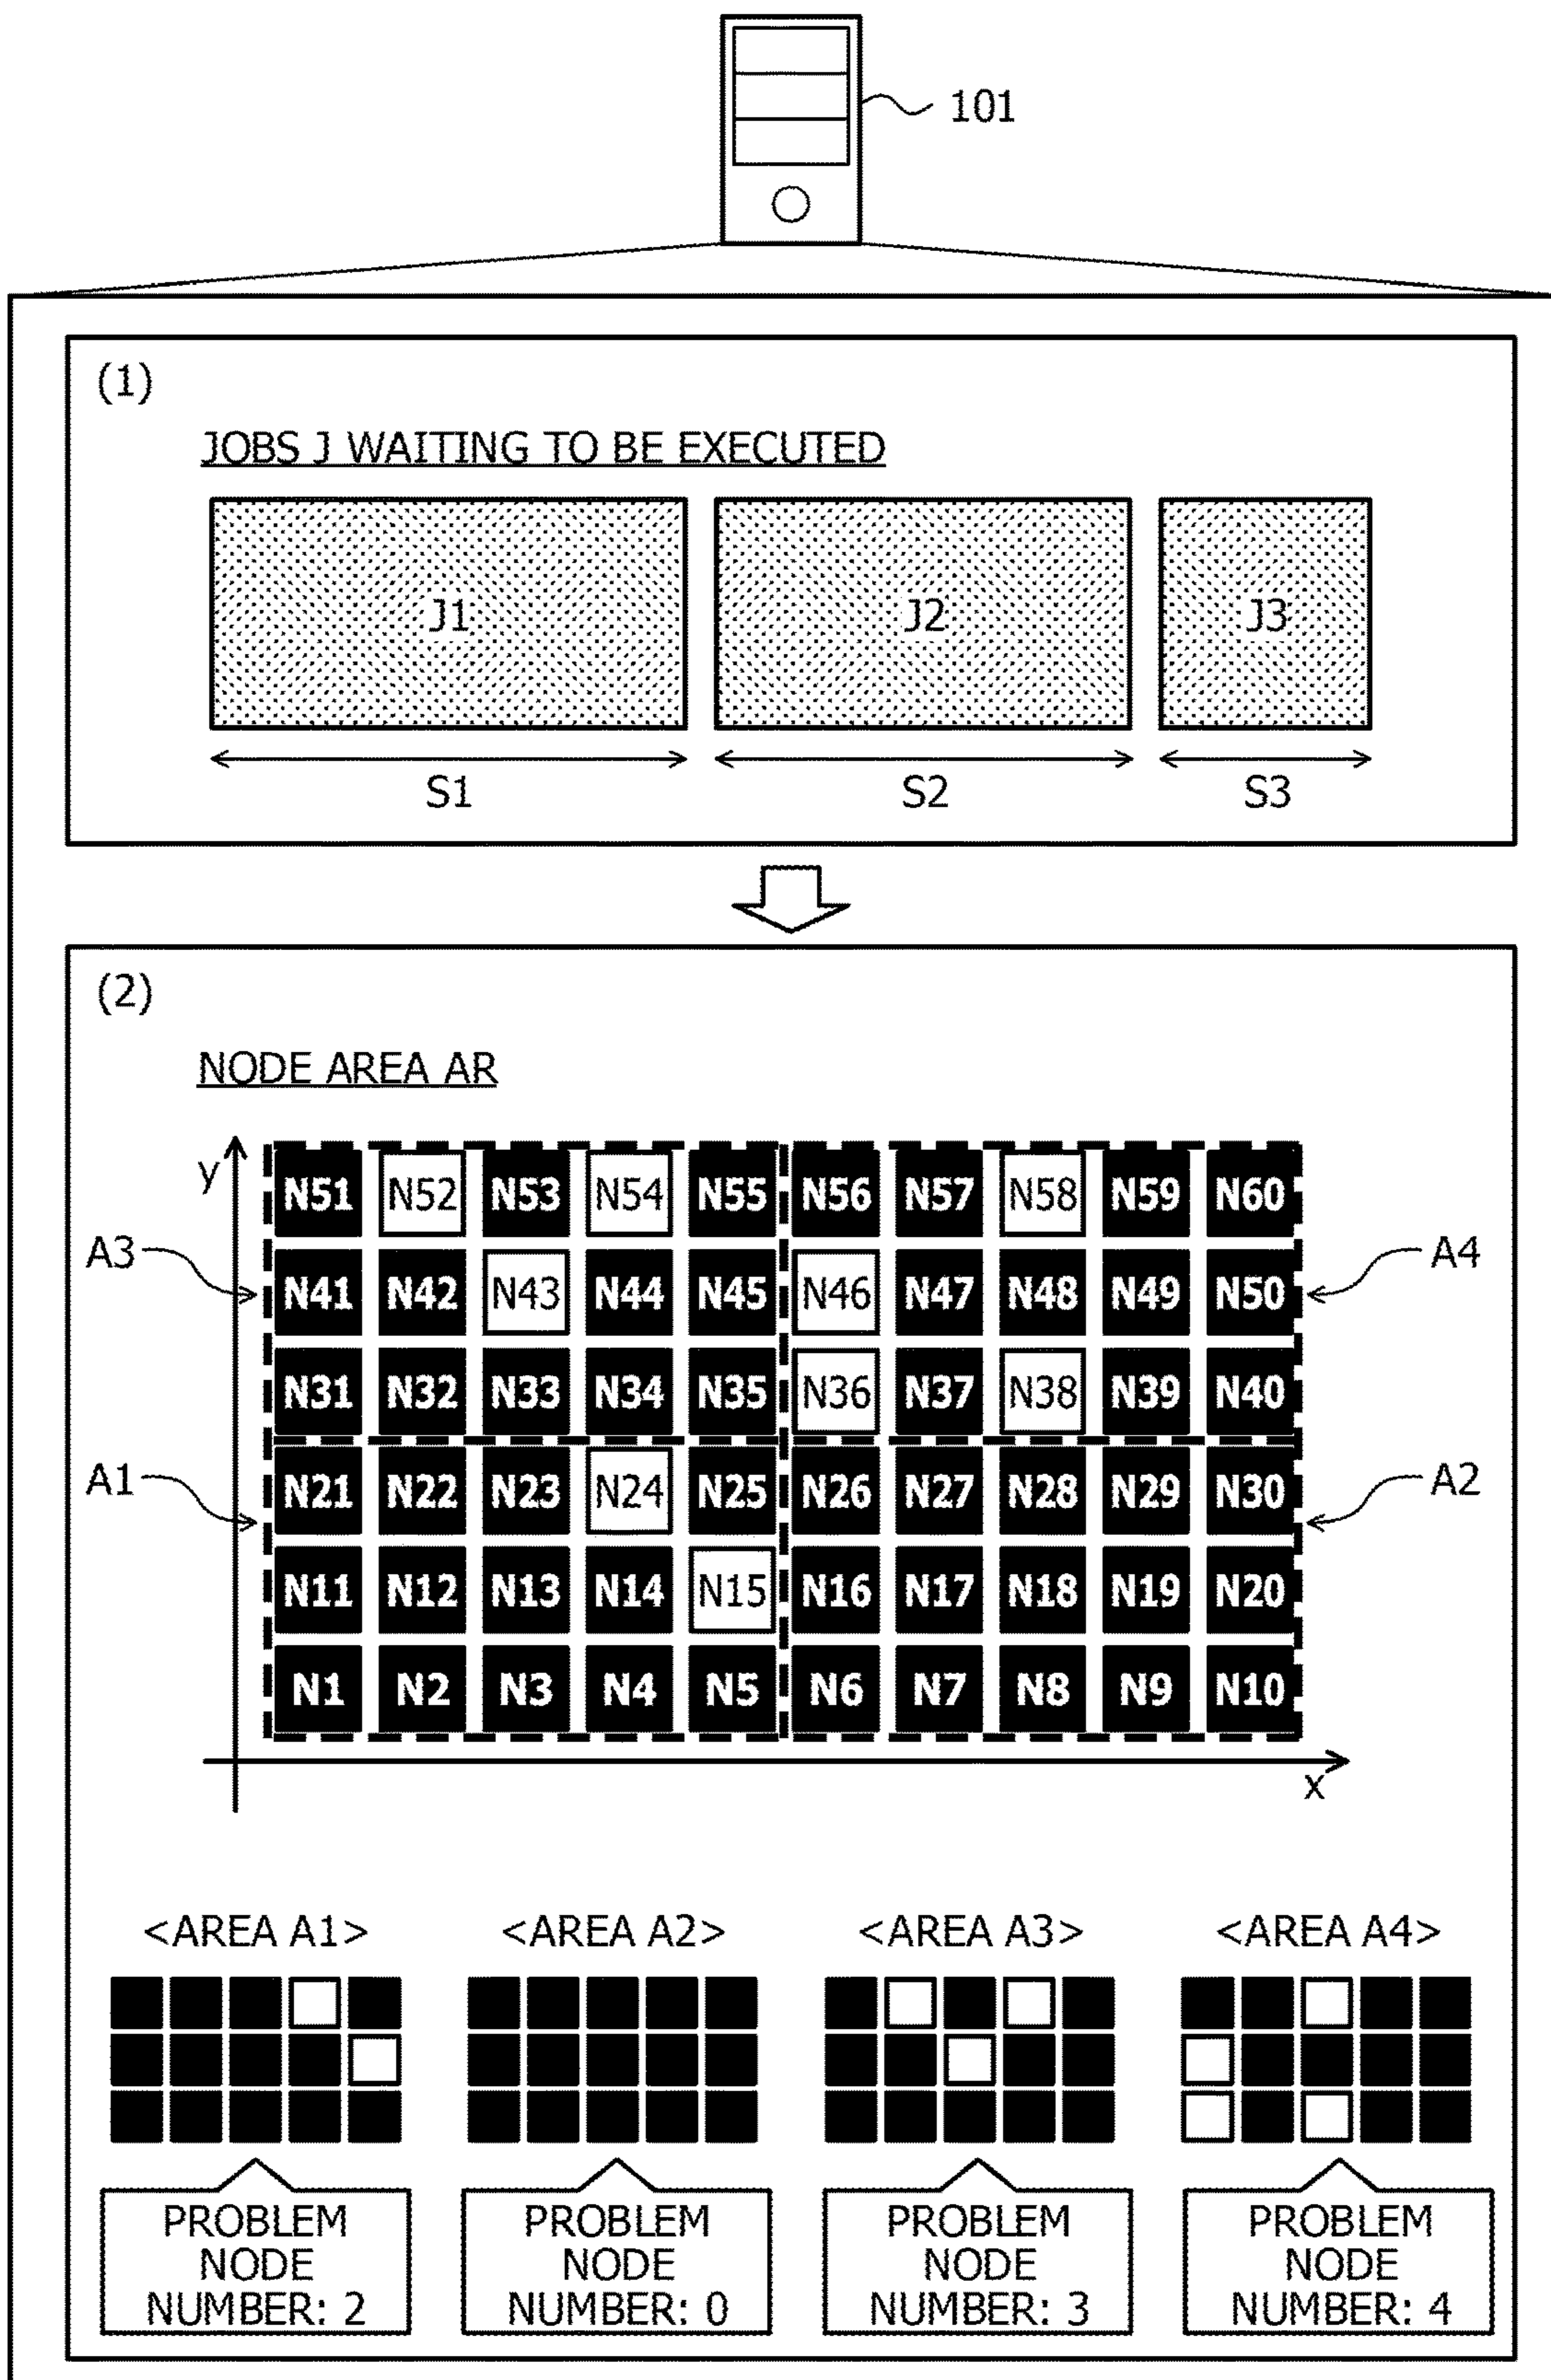 101
(1)
JOBS J WAITING TO BE EXECUTED
J1 J2 J3
S1 S2 S3
(2)
NODE AREA AR
y
N51 N52 N53 N54 N55 N56 N57 N58 N59 N60
A3 A4
N41 N42 N43 N44 N45 N46 N47 N48 N49 N50
N31 N32 N33 N34 N35 N36 N37 N38 N39 N40
A1 A2
N21 N22 N23 N24 N25 N26 N27 N28 N29 N30
N11 N12 N13 N14 N15 N16 N17 N18 N19 N20
N1 N2 N3 N4 N5 N6 N7 N8 N9 N10
x
<AREA A1> <AREA A2> <AREA A3> <AREA A4>
PROBLEM NODE NUMBER: 2
PROBLEM NODE NUMBER: 0
PROBLEM NODE NUMBER: 3
PROBLEM NODE NUMBER: 4